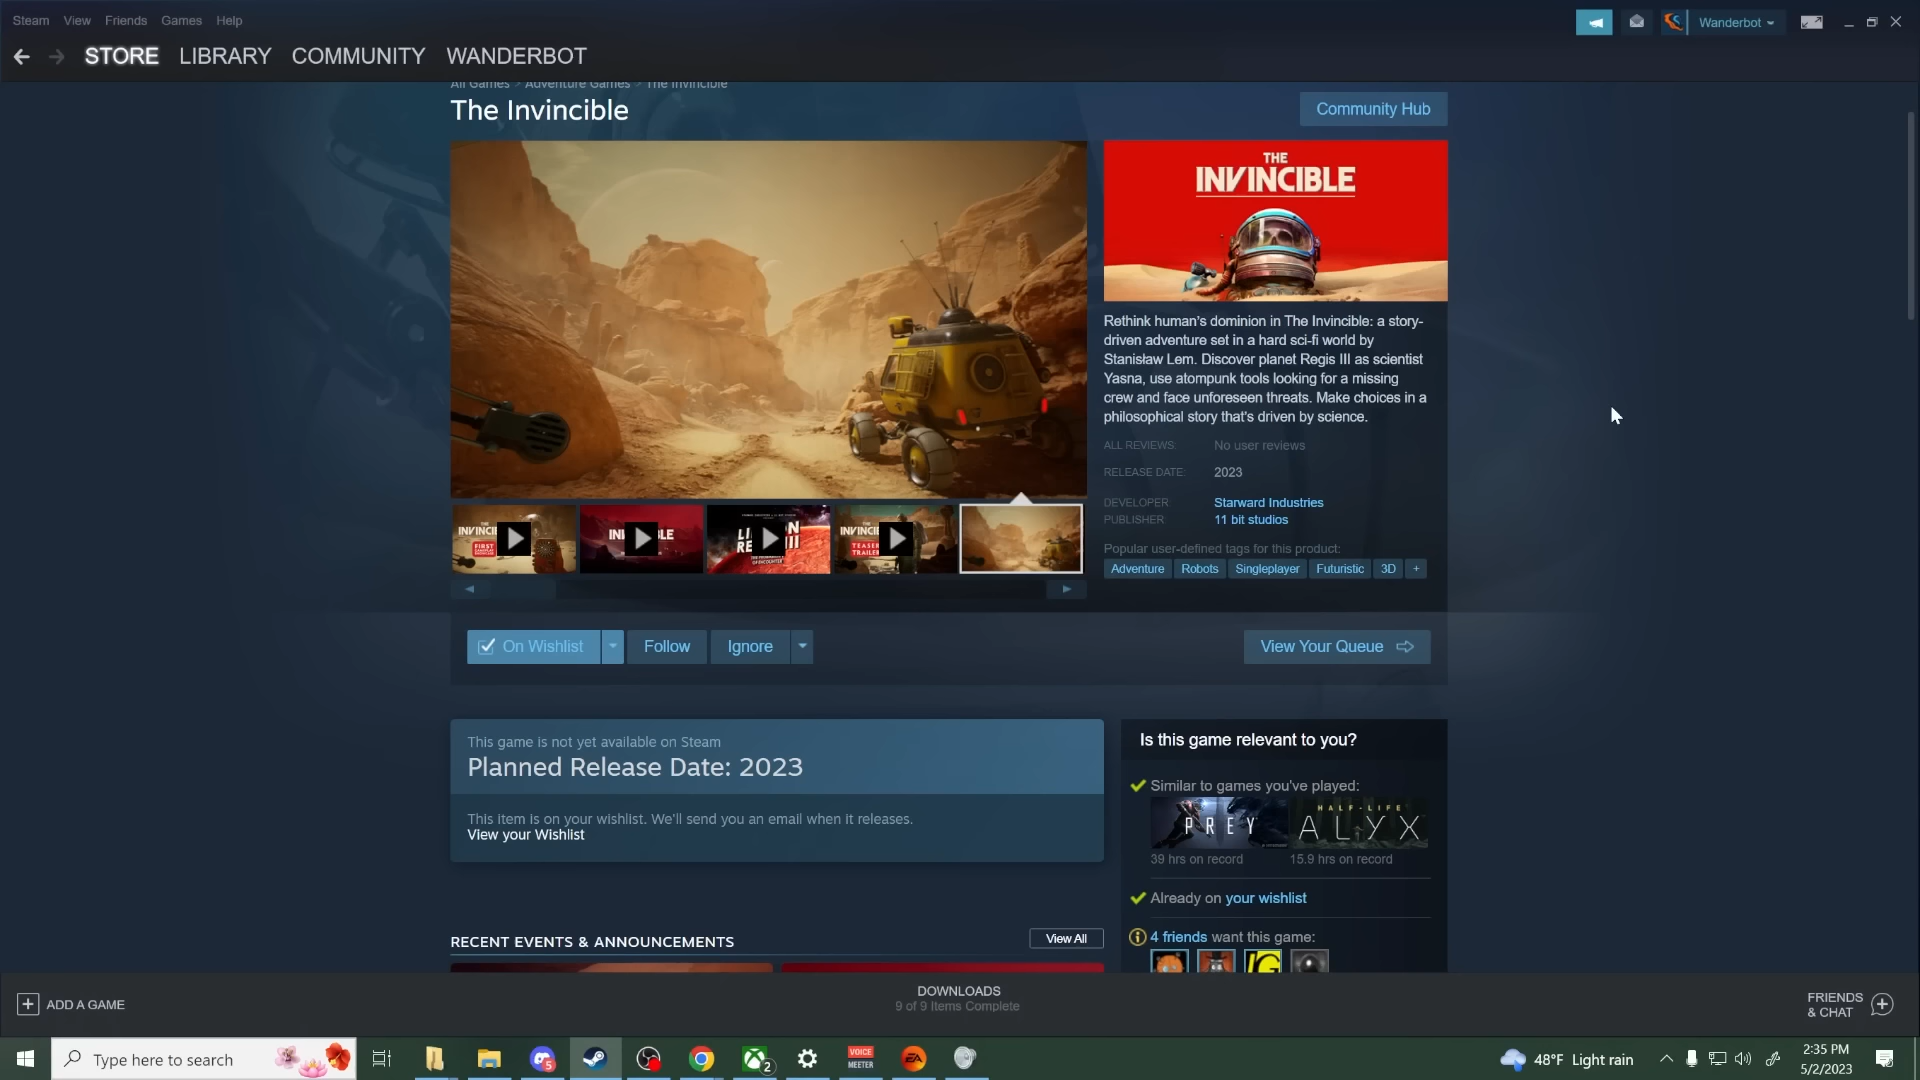 Steam View Friends Games Help
Wanderbot
STORE LIBRARY COMMUNITY WANDERBOT
All Games > Adventure Games > The Invincible
The Invincible
Community Hub
THE
INVINCIBLE
Rethink human's dominion in The Invincible: a story-
driven adventure set in a hard sci-fi world by
Stanisław Lem. Discover planet Regis III as scientist
Yasna, use atompunk tools looking for a missing
crew and face unforeseen threats. Make choices in a
philosophical story that's driven by science.
ALL REVIEWS: No user reviews
RELEASE DATE: 2023
DEVELOPER: Starward Industries
PUBLISHER: 11 bit studios
Popular user-defined tags for this product:
Adventure Robots Singleplayer Futuristic 3D +
On Wishlist Follow Ignore View Your Queue
This game is not yet available on Steam
Planned Release Date: 2023
This item is on your wishlist. We'll send you an email when it releases.
View your Wishlist
Is this game relevant to you?
Similar to games you've played:
PREY HALF-LIFE ALYX
39 hrs on record 15.9 hrs on record
Already on your wishlist
4 friends want this game:
RECENT EVENTS & ANNOUNCEMENTS View All
ADD A GAME
DOWNLOADS
9 of 9 Items Complete
FRIENDS
& CHAT
Type here to search
5
2
VOICE
MEETER
EA
48°F Light rain
2:35 PM
5/2/2023